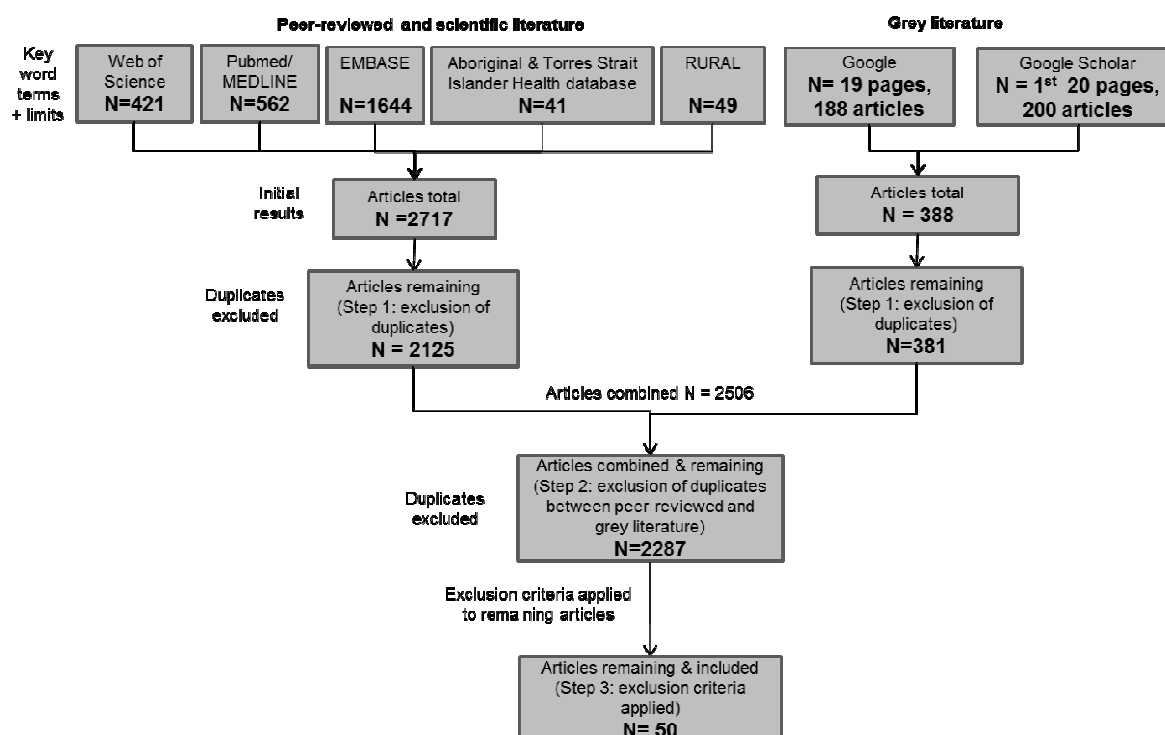 Peer-reviewed and scientific literature
Grey literature
Key
word
terms
+ limits
Web of
Science
N=421
Pubmed/
MEDLINE
N=562
EMBASE
N=1644
Aboriginal & Torres Strait
Islander Health database
N=41
RURAL
N=49
Google
N= 19 pages,
188 articles
Google Scholar
N = 1st 20 pages,
200 articles
Initial
results
Articles total
N =2717
Articles total
N = 388
Duplicates
excluded
Articles remaining
(Step 1: exclusion of
duplicates)
N = 2125
Articles remaining
(Step 1: exclusion of
duplicates)
N=381
Articles combined N = 2506
Duplicates
excluded
Articles combined & remaining
(Step 2: exclusion of duplicates
between peer reviewed and
grey literature)
N=2287
Exclusion criteria applied
to remaining articles
Articles remaining & included
(Step 3: exclusion criteria
applied)
N= 50